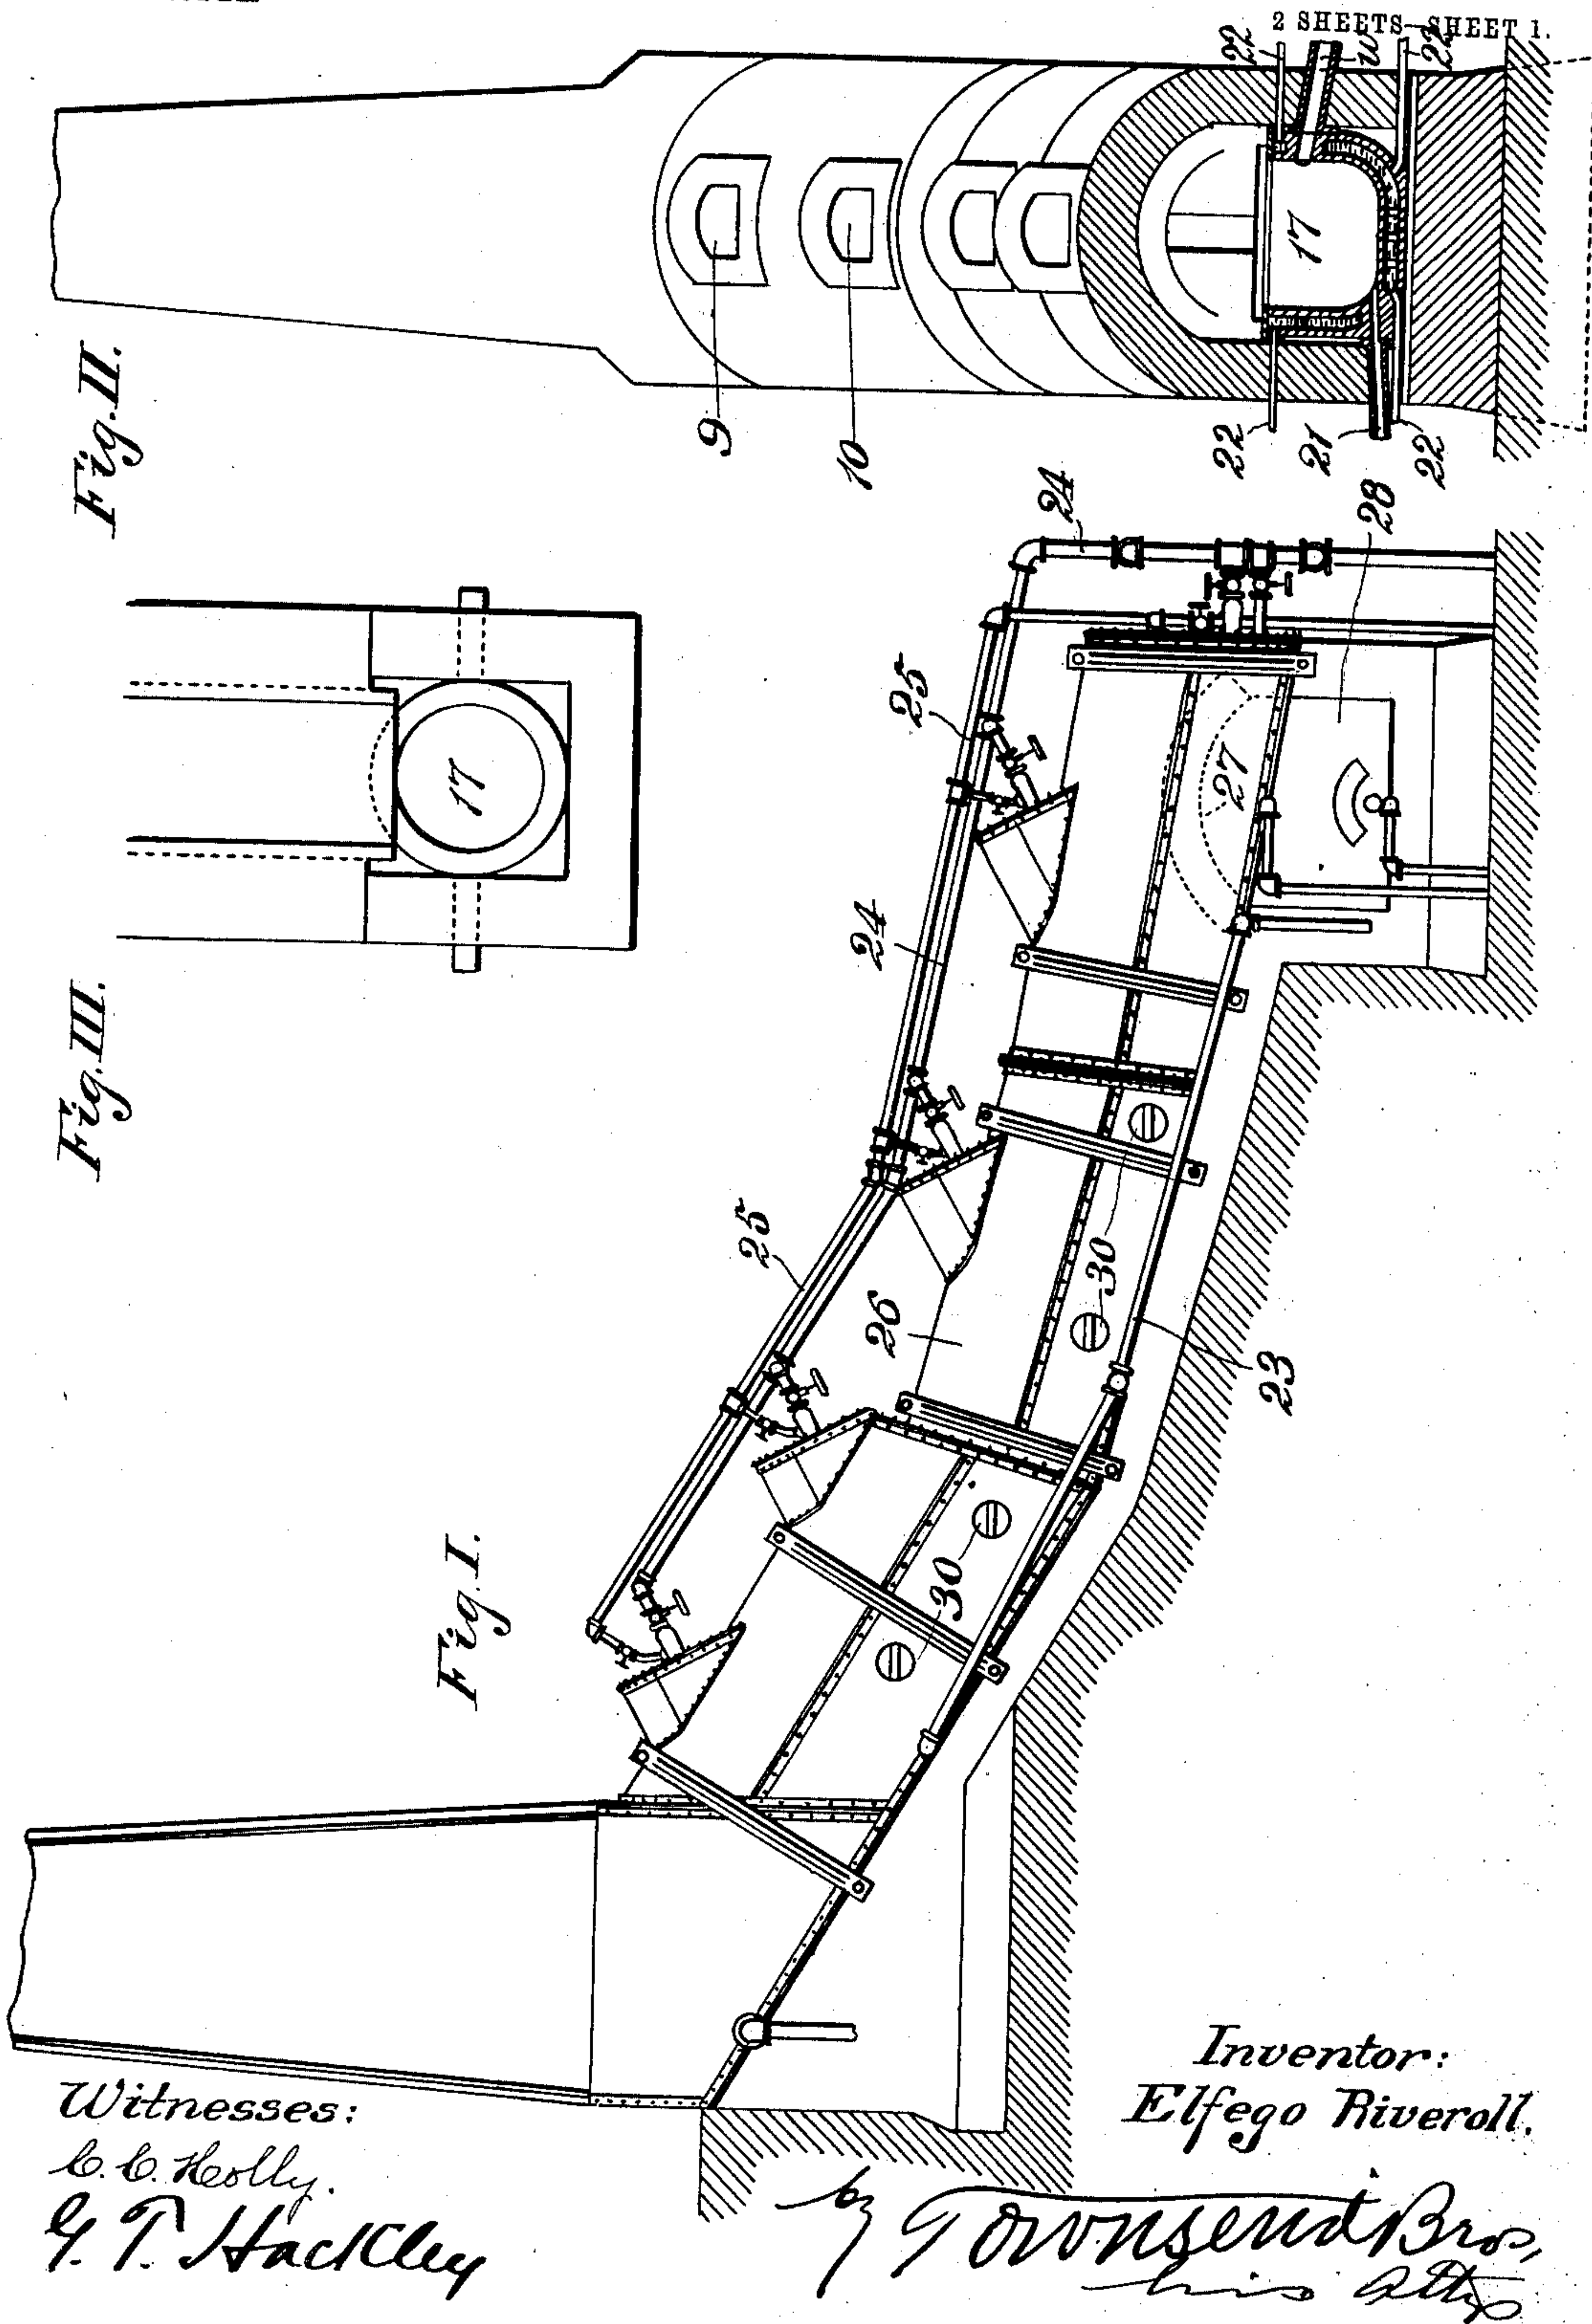 2 SHEETS—SHEET 1.
Fig. II.
9
10
22
21
22
22
w
22
17
Fig. III.
17
Fig. I.
24
25
28
27
24
25
26
30
23
30
Witnesses:
C. C. Holly.
G. T. Hackley
Inventor:
Elfego Riveroll.
by Townsend Bros,
his attys